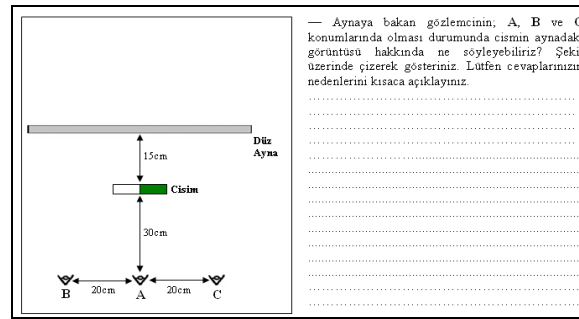 — Aynaya bakan gözlemcinin; A, B ve C
konumlarında olması durumunda cismin aynadak
görüntüsü hakkında ne söyleyebiliriz? Şeki
üzerinde çizerek gösteriniz. Lütfen cevaplarınızın
nedenlerini kısaca açıklayınız.
Düz
Ayna
15cm
Cisim
30cm
20cm 20cm
B A C